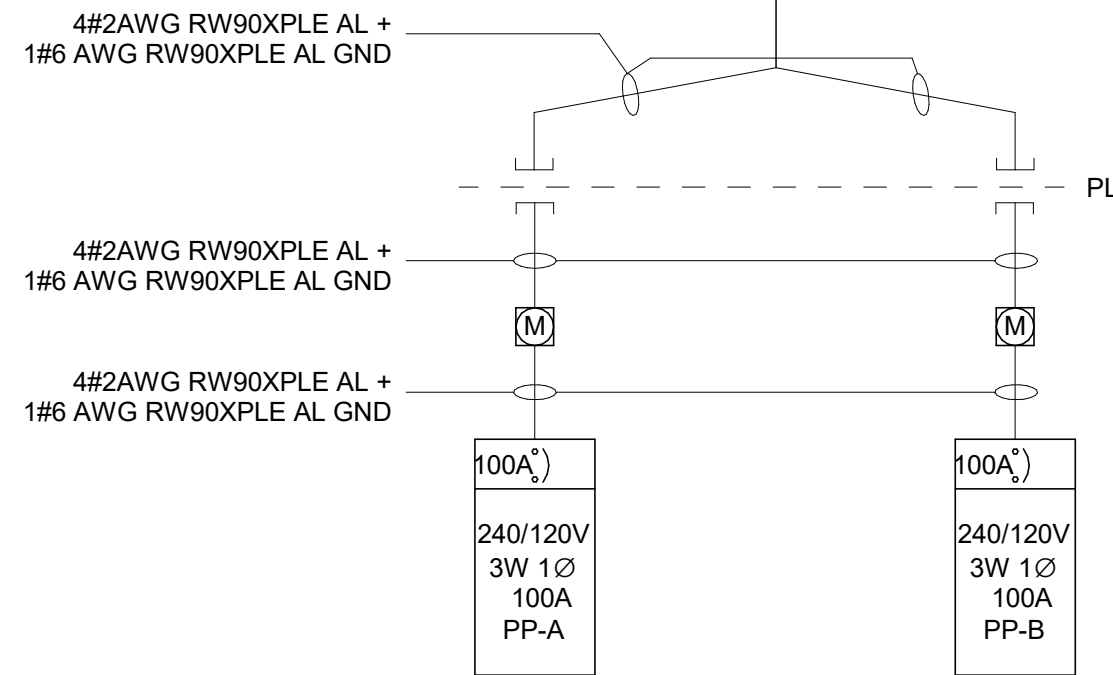 4#2AWG RW90XPLE AL +
1#6 AWG RW90XPLE AL GND
PL
4#2AWG RW90XPLE AL +
1#6 AWG RW90XPLE AL GND
M
M
4#2AWG RW90XPLE AL +
1#6 AWG RW90XPLE AL GND
100A
240/120V
3W 1Ø
100A
PP-A
100A
240/120V
3W 1Ø
100A
PP-B